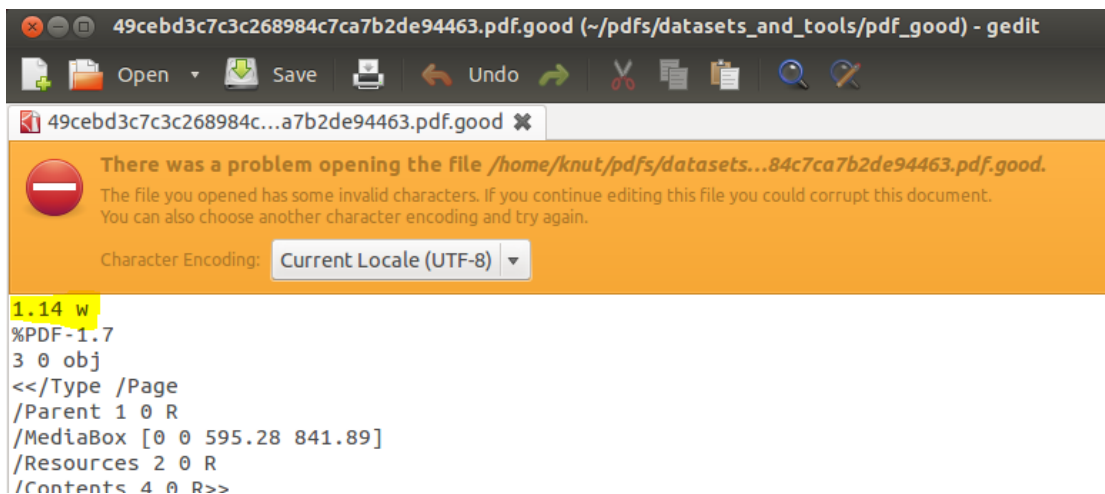 49cebd3c7c3c268984c7ca7b2de94463.pdf.good (~/pdfs/datasets_and_tools/pdf_good) - gedit
Open Save Undo
49cebd3c7c3c268984c...a7b2de94463.pdf.good
There was a problem opening the file /home/knut/pdfs/datasets...84c7ca7b2de94463.pdf.good.
The file you opened has some invalid characters. If you continue editing this file you could corrupt this document.
You can also choose another character encoding and try again.
Character Encoding: Current Locale (UTF-8)
1.14 w
%PDF-1.7
3 0 obj
<</Type /Page
/Parent 1 0 R
/MediaBox [0 0 595.28 841.89]
/Resources 2 0 R
/Contents 4 0 R>>